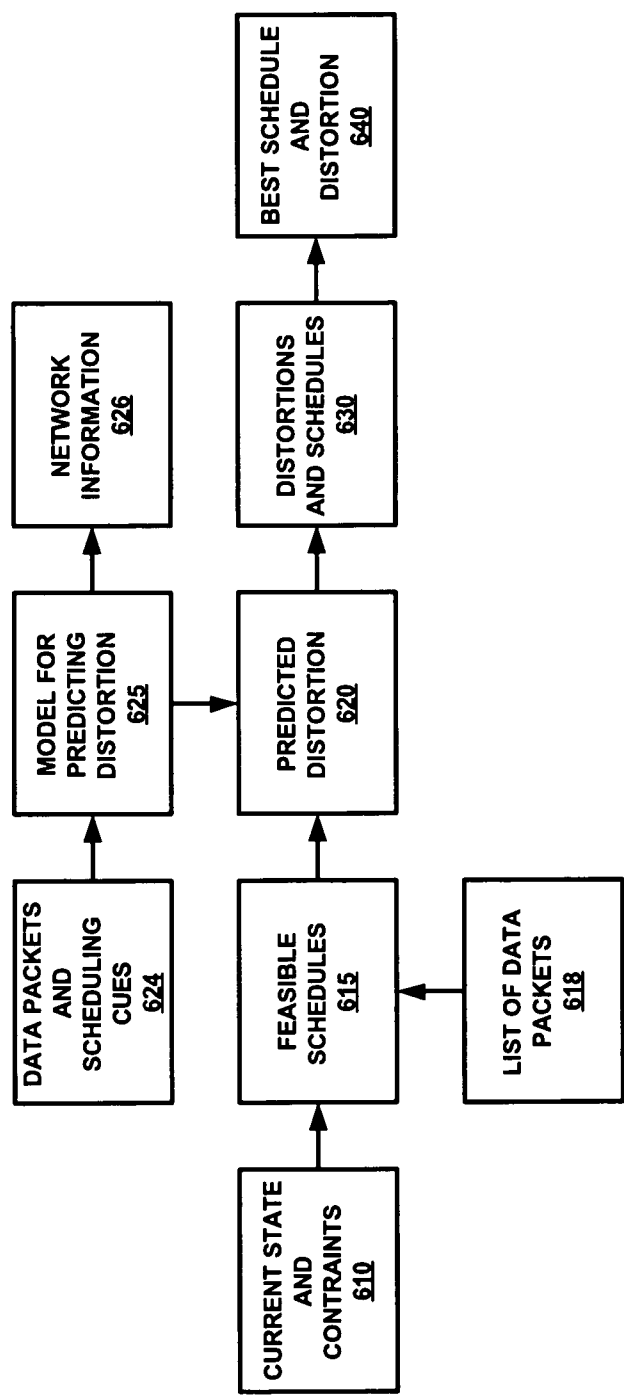 DATA PACKETS
AND
SCHEDULING
CUES
624
MODEL FOR
PREDICTING
DISTORTION
625
NETWORK
INFORMATION
626
CURRENT STATE
AND
CONTRAINTS
610
FEASIBLE
SCHEDULES
615
PREDICTED
DISTORTION
620
DISTORTIONS
AND SCHEDULES
630
BEST SCHEDULE
AND
DISTORTION
640
LIST OF DATA
PACKETS
618